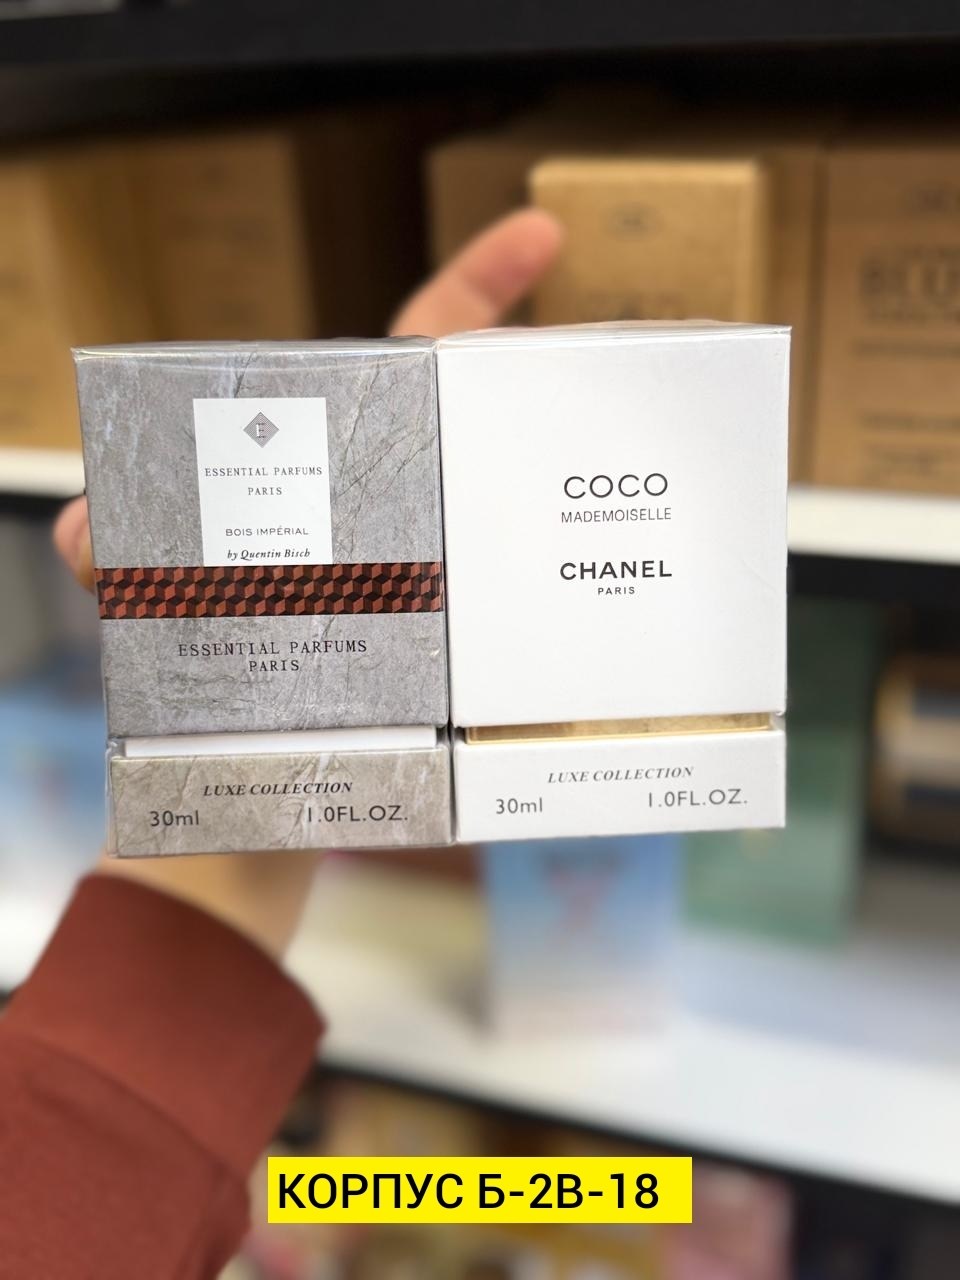 E
ESSENTIAL PARFUMS
PARIS
BOIS IMPÉRIAL
by Quentin Bisch
ESSENTIAL PARFUMS
PARIS
LUXE COLLECTION
30ml 1.0FL.OZ.
COCO
MADEMOISELLE
CHANEL
PARIS
LUXE COLLECTION
30ml 1.0FL.OZ.
КОРПУС Б-2В-18